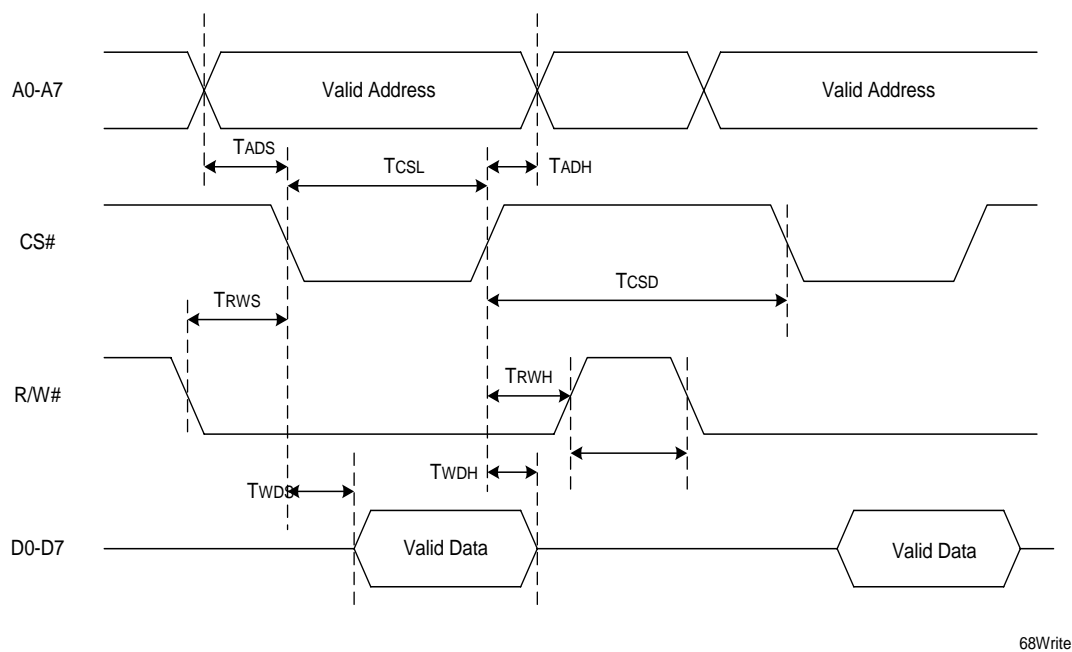 A0-A7
Valid Address
Valid Address
TADS
TCSL
TADH
CS#
TCSD
TRWS
R/W#
TRWH
TWDS
TWDH
D0-D7
Valid Data
Valid Data
68Write